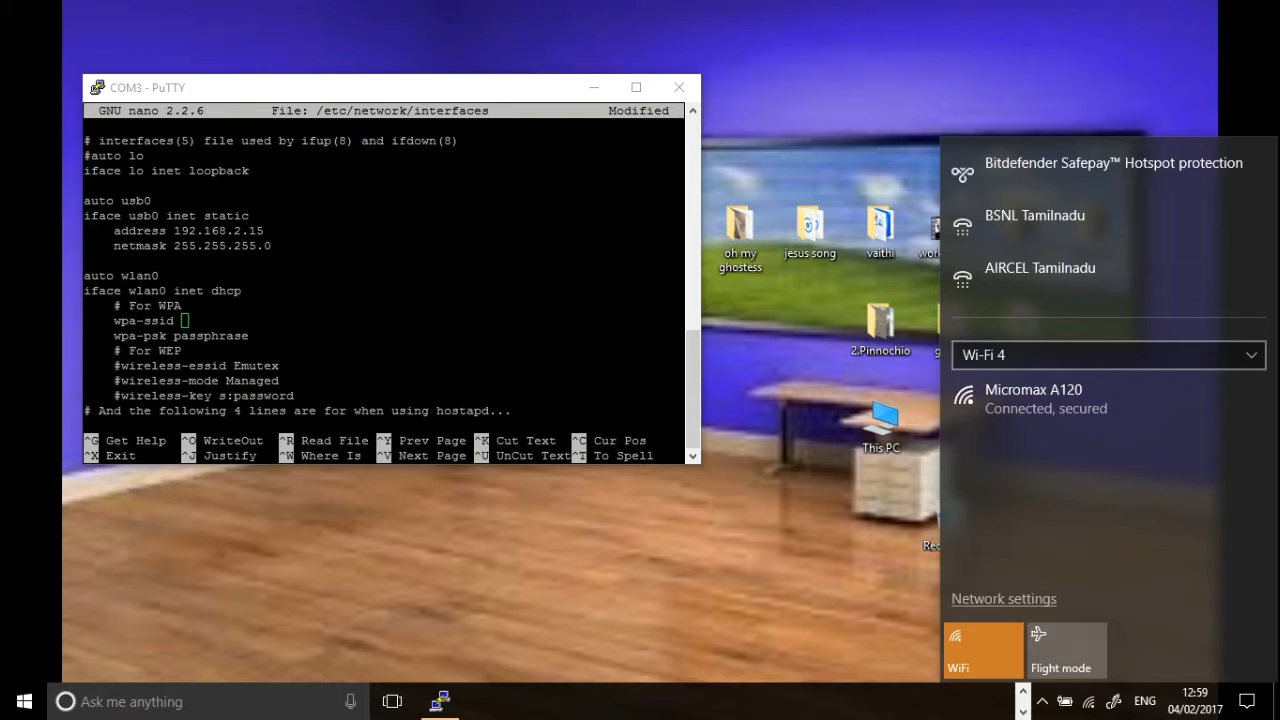 COM3 - PuTTY
GNU nano 2.2.6 File: /etc/network/interfaces Modified
# interfaces(5) file used by ifup(8) and ifdown(8)
#auto lo
iface lo inet loopback
auto usb0
iface usb0 inet static
address 192.168.2.15
netmask 255.255.255.0
auto wlan0
iface wlan0 inet dhcp
# For WPA
wpa-ssid
wpa-psk passphrase
# For WEP
#wireless-essid Emutex
#wireless-mode Managed
#wireless-key s:password
# And the following 4 lines are for when using hostapd...
^G Get Help ^O WriteOut ^R Read File ^Y Prev Page ^K Cut Text ^C Cur Pos
^X Exit ^J Justify ^W Where Is ^V Next Page ^U UnCut Text ^T To Spell
oh my
ghostess
jesus song
vaithi
2.Pinnochio
This PC
Bitdefender Safepay™ Hotspot protection
BSNL Tamilnadu
AIRCEL Tamilnadu
Wi-Fi 4
Micromax A120
Connected, secured
Network settings
WiFi
Flight mode
Ask me anything
ENG
12:59
04/02/2017